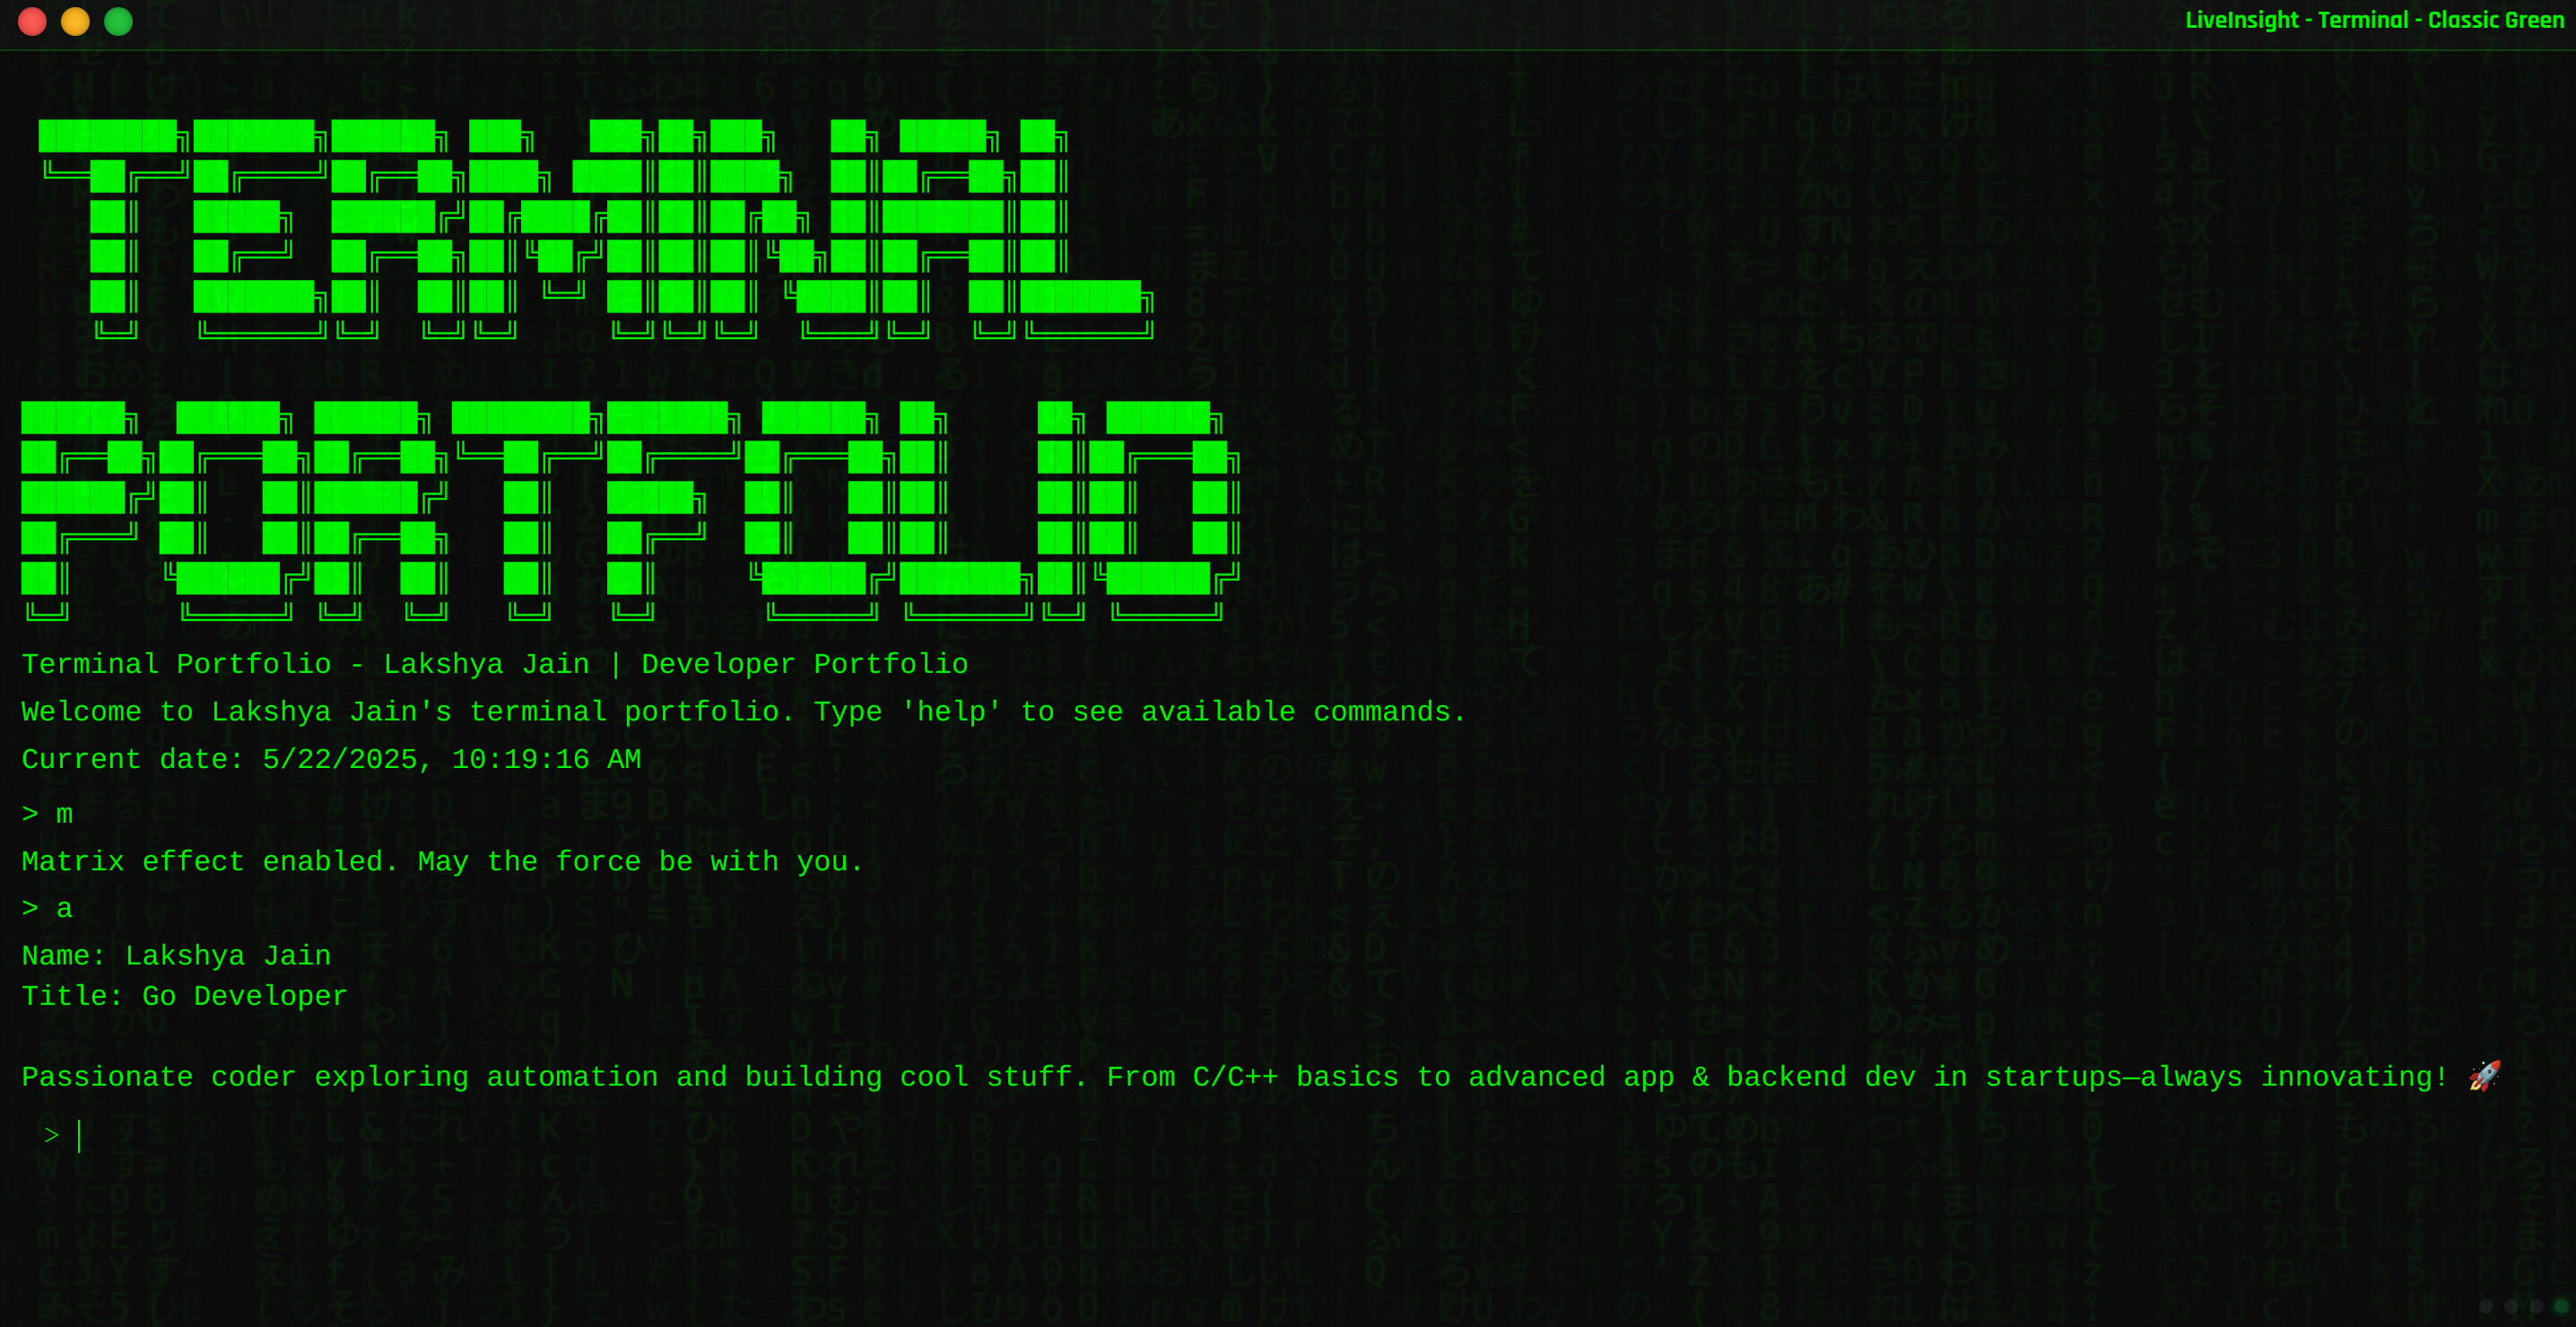 LiveInsight - Terminal - Classic Green
TERMINAL
PORTFOLIO
Terminal Portfolio - Lakshya Jain | Developer Portfolio
Welcome to Lakshya Jain's terminal portfolio. Type 'help' to see available commands.
Current date: 5/22/2025, 10:19:16 AM
> m
Matrix effect enabled. May the force be with you.
> a
Name: Lakshya Jain
Title: Go Developer
Passionate coder exploring automation and building cool stuff. From C/C++ basics to advanced app & backend dev in startups—always innovating! 🚀
>